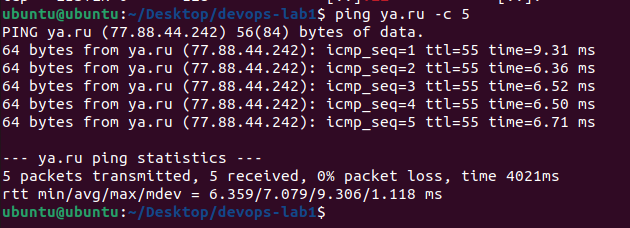 ubuntu@ubuntu:~/Desktop/devops-lab1$ ping ya.ru -c 5
PING ya.ru (77.88.44.242) 56(84) bytes of data.
64 bytes from ya.ru (77.88.44.242): icmp_seq=1 ttl=55 time=9.31 ms
64 bytes from ya.ru (77.88.44.242): icmp_seq=2 ttl=55 time=6.36 ms
64 bytes from ya.ru (77.88.44.242): icmp_seq=3 ttl=55 time=6.52 ms
64 bytes from ya.ru (77.88.44.242): icmp_seq=4 ttl=55 time=6.50 ms
64 bytes from ya.ru (77.88.44.242): icmp_seq=5 ttl=55 time=6.71 ms
--- ya.ru ping statistics ---
5 packets transmitted, 5 received, 0% packet loss, time 4021ms
rtt min/avg/max/mdev = 6.359/7.079/9.306/1.118 ms
ubuntu@ubuntu:~/Desktop/devops-lab1$